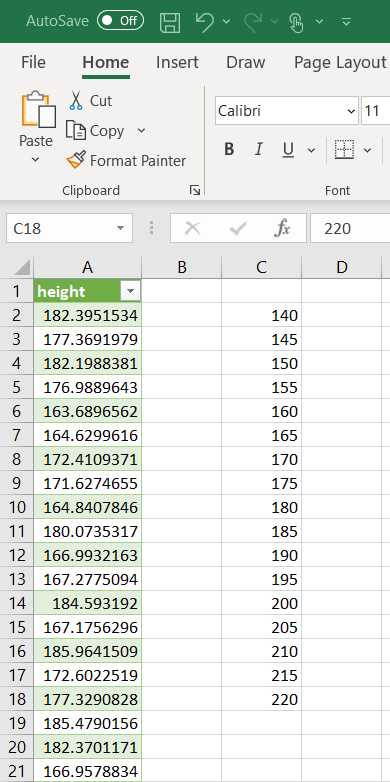 AutoSave Off
File Home Insert Draw Page Layout
Paste
Cut
Copy
Format Painter
Clipboard
Calibri 11
B I U
Font
C18 fx 220
A B C D
1 height
2 182.3951534 140
3 177.3691979 145
4 182.1988381 150
5 176.9889643 155
6 163.6896562 160
7 164.6299616 165
8 172.4109371 170
9 171.6274655 175
10 164.8407846 180
11 180.0735317 185
12 166.9932163 190
13 167.2775094 195
14 184.593192 200
15 167.1756296 205
16 185.9641509 210
17 172.6022519 215
18 177.3290828 220
19 185.4790156
20 182.3701171
21 166.9578834